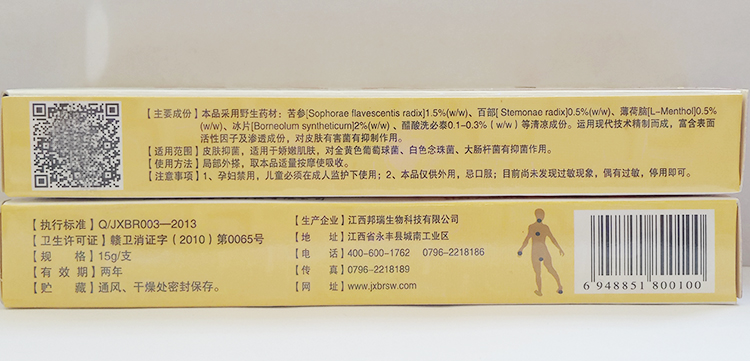 【主要成份】本品采用野生药材：苦参[Sophorae flavescentis radix]1.5%(w/w)、百部[ Stemonae radix]0.5%(w/w)、薄荷脑[L-Menthol]0.5%
(w/w)、冰片[Borneolum syntheticum]2%(w/w) 、醋酸洗必泰0.1-0.3% ( w/w ) 等清凉成份。运用现代技术精制而成，富含表面
活性因子及渗透成份，对皮肤有害菌有抑制作用。
【适用范围】皮肤抑菌，适用于娇嫩肌肤，对金黄色葡萄球菌、白色念珠菌、大肠杆菌有抑菌作用。
【使用方法】局部外搽，取本品适量按摩使吸收。
【注意事项】1、孕妇禁用，儿童必须在成人监护下使用；2、本品仅供外用，忌口服；目前尚未发现过敏现象，偶有过敏，停用即可。
【执行标准】Q/JXBR003—2013
【卫生许可证】赣卫消证字（2010）第0065号
【规 格】15g/支
【有 效 期】两年
【贮 藏】通风、干燥处密封保存。
【生产企业】江西邦瑞生物科技有限公司
【地 址】江西省永丰县城南工业区
【电 话】400-600-1762 0796-2218186
【传 真】0796-2218189
【网 址】www.jxbrsw.com
6 948851 800100